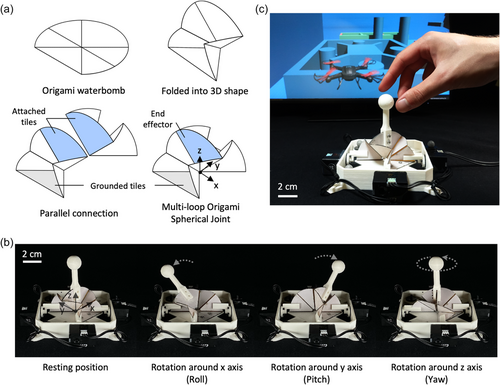 (a)
Origami waterbomb
Folded into 3D shape
Attached
tiles
End
effector
z
y
x
Grounded tiles
Parallel connection
Multi-loop Origami
Spherical Joint
(c)
2 cm
(b)
2 cm
z
y
x
Resting position
Rotation around x axis
(Roll)
Rotation around y axis
(Pitch)
Rotation around z axis
(Yaw)